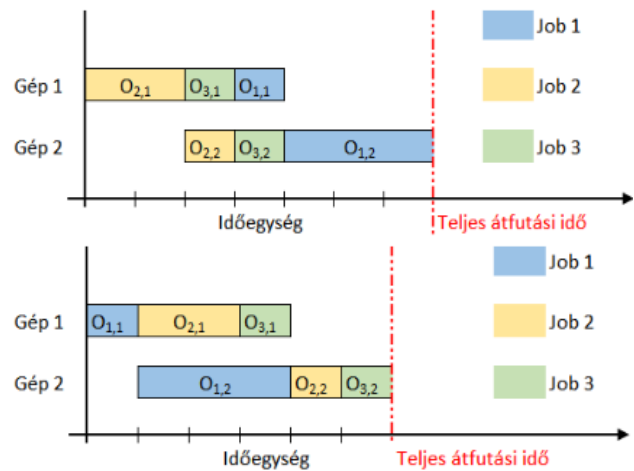 Job 1
Gép 1 O2,1 O3,1 O1,1 Job 2
Gép 2 O2,2 O3,2 O1,2 Job 3
Időegység Teljes átfutási idő
Job 1
Gép 1 O1,1 O2,1 O3,1 Job 2
Gép 2 O1,2 O2,2 O3,2 Job 3
Időegység Teljes átfutási idő